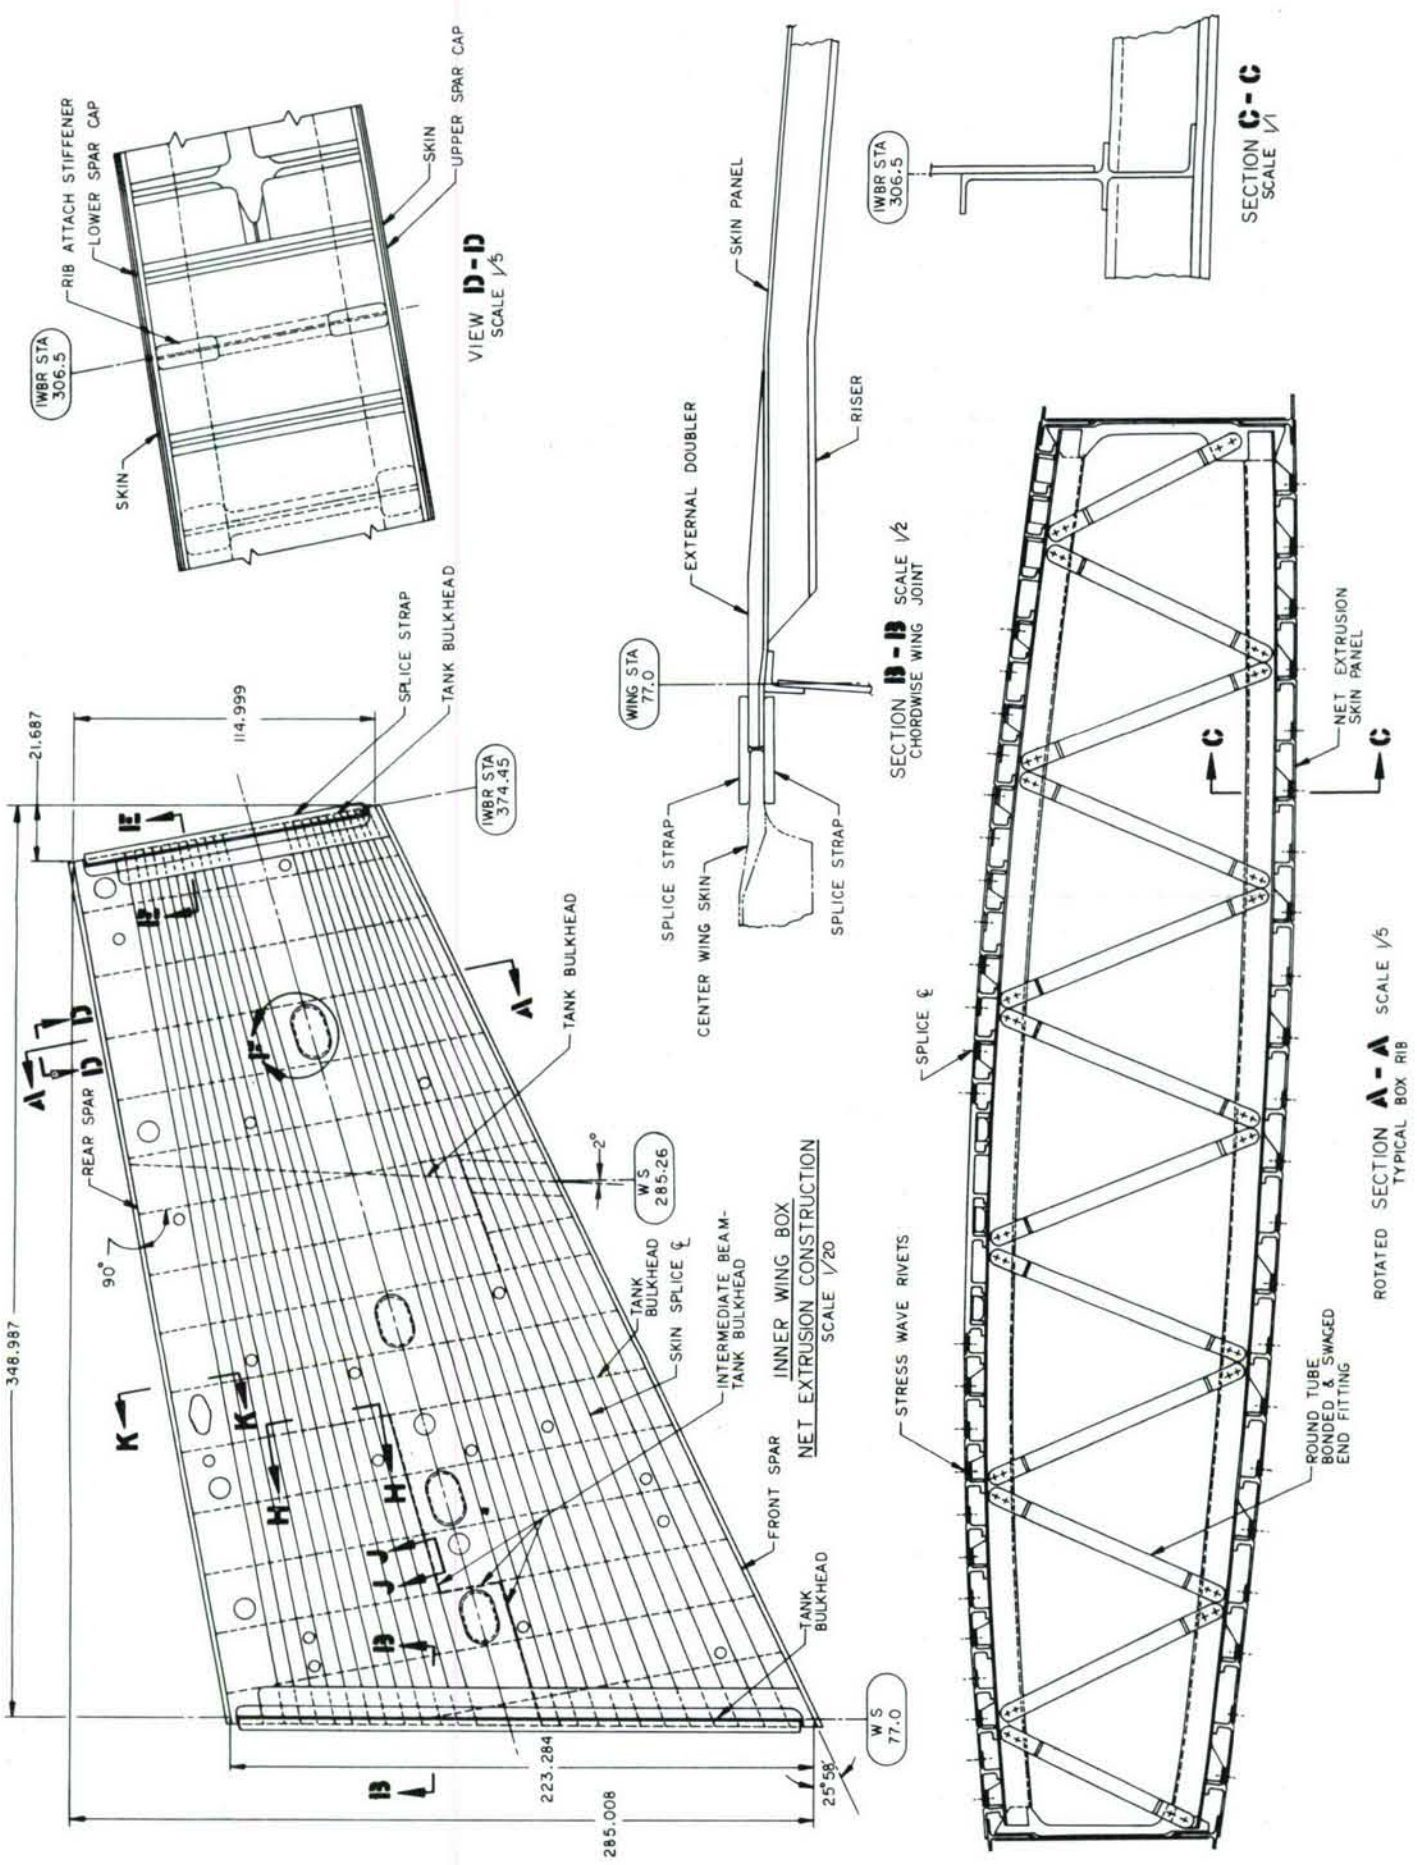 IWBR STA
306.5
RIB ATTACH STIFFENER
LOWER SPAR CAP
SKIN
SKIN
UPPER SPAR CAP
VIEW D-D
SCALE 1/5
348.987
21.687
114.999
SPLICE STRAP
TANK BULKHEAD
IWBR STA
374.45
E
E
REAR SPAR
A
D
D
F
A
TANK BULKHEAD
90°
2°
W S
285.26
K
K
H
H
J
J
B
B
TANK
BULKHEAD
SKIN SPLICE ℄
INTERMEDIATE BEAM-
TANK BULKHEAD
FRONT SPAR
TANK
BULKHEAD
W S
77.0
25°58'
223.284
285.008
INNER WING BOX
NET EXTRUSION CONSTRUCTION
SCALE 1/20
WING STA
77.0
SKIN PANEL
EXTERNAL DOUBLER
RISER
SPLICE STRAP
CENTER WING SKIN
SPLICE STRAP
SECTION B-B SCALE 1/2
CHORDWISE WING JOINT
IWBR STA
306.5
SECTION C-C
SCALE 1/1
SPLICE ℄
STRESS WAVE RIVETS
ROUND TUBE
BONDED & SWAGED
END FITTING
C
C
NET EXTRUSION
SKIN PANEL
ROTATED SECTION A-A SCALE 1/5
TYPICAL BOX RIB